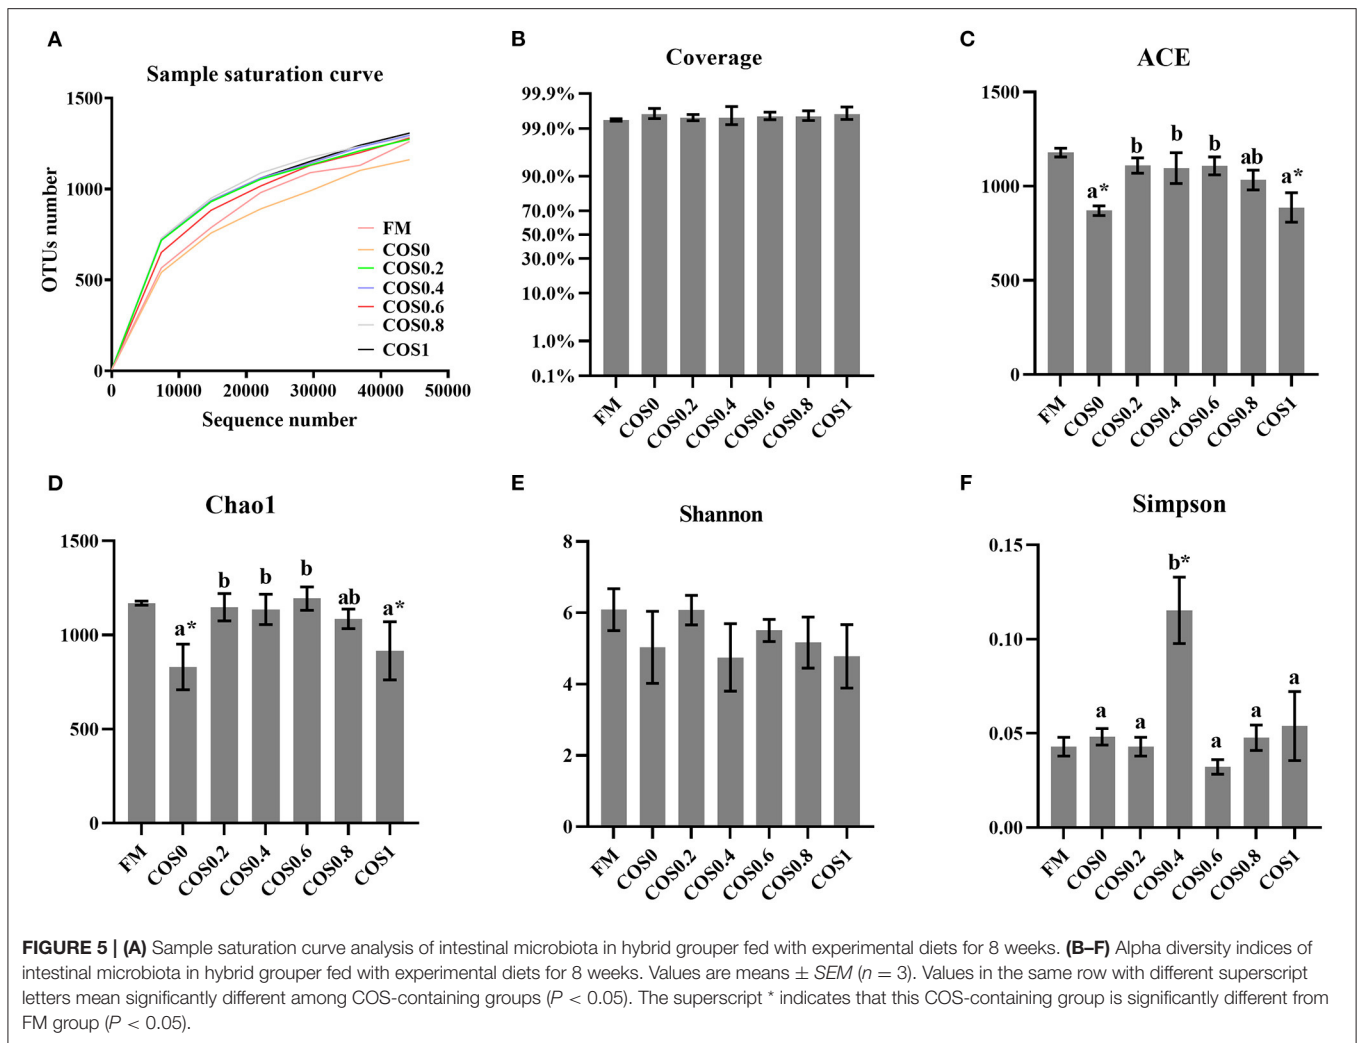 A
Sample saturation curve
1500
1000
500
0
OTUs number
0 10000 20000 30000 40000 50000
Sequence number
FM
COS0
COS0.2
COS0.4
COS0.6
COS0.8
COS1
B
Coverage
99.9%
99.0%
90.0%
70.0%
50.0%
30.0%
10.0%
1.0%
0.1%
FM COS0 COS0.2 COS0.4 COS0.6 COS0.8 COS1
C
ACE
1500
1000
500
0
a* b b b ab a*
FM COS0 COS0.2 COS0.4 COS0.6 COS0.8 COS1
D
Chao1
1500
1000
500
0
a* b b b ab a*
FM COS0 COS0.2 COS0.4 COS0.6 COS0.8 COS1
E
Shannon
8
6
4
2
0
FM COS0 COS0.2 COS0.4 COS0.6 COS0.8 COS1
F
Simpson
0.15
0.10
0.05
0.00
a a b* a a a
FM COS0 COS0.2 COS0.4 COS0.6 COS0.8 COS1
FIGURE 5 | (A) Sample saturation curve analysis of intestinal microbiota in hybrid grouper fed with experimental diets for 8 weeks. (B–F) Alpha diversity indices of
intestinal microbiota in hybrid grouper fed with experimental diets for 8 weeks. Values are means ± SEM (n = 3). Values in the same row with different superscript
letters mean significantly different among COS-containing groups (P < 0.05). The superscript * indicates that this COS-containing group is significantly different from
FM group (P < 0.05).